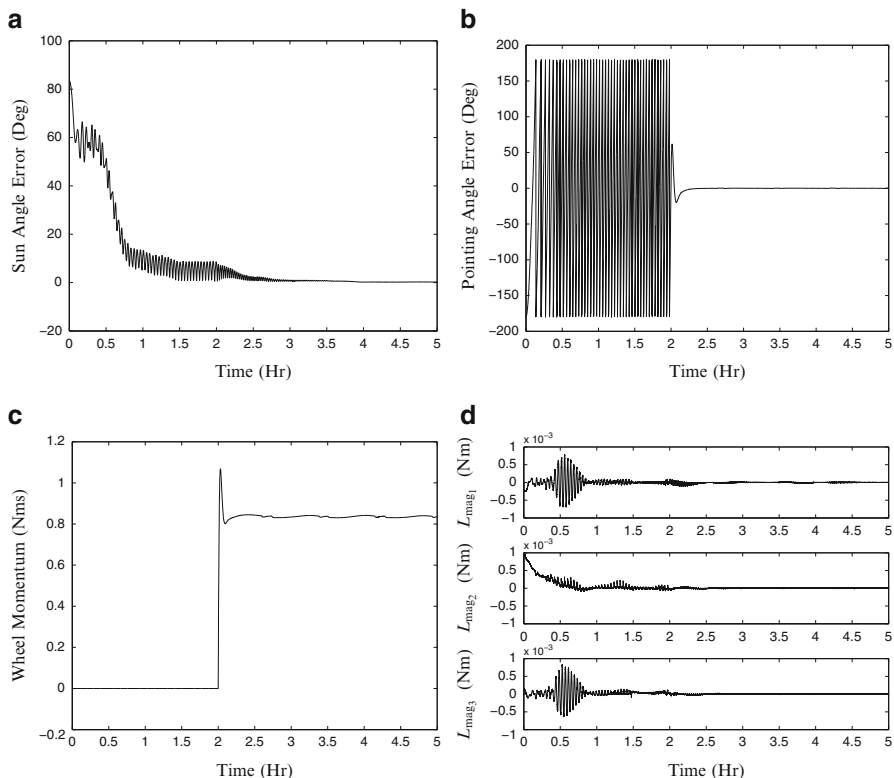 a
100
80
60
40
20
0
−20
Sun Angle Error (Deg)
0 0.5 1 1.5 2 2.5 3 3.5 4 4.5 5
Time (Hr)
b
200
150
100
50
0
−50
−100
−150
−200
Pointing Angle Error (Deg)
0 0.5 1 1.5 2 2.5 3 3.5 4 4.5 5
Time (Hr)
c
1.2
1
0.8
0.6
0.4
0.2
0
−0.2
Wheel Momentum (Nms)
0 0.5 1 1.5 2 2.5 3 3.5 4 4.5 5
Time (Hr)
d
x 10⁻³
1
0.5
0
−0.5
−1
Lmag₁ (Nm)
0 0.5 1 1.5 2 2.5 3 3.5 4 4.5 5
x 10⁻³
1
0.5
0
−0.5
−1
Lmag₂ (Nm)
0 0.5 1 1.5 2 2.5 3 3.5 4 4.5 5
x 10⁻³
1
0.5
0
−0.5
−1
Lmag₃ (Nm)
0 0.5 1 1.5 2 2.5 3 3.5 4 4.5 5
Time (Hr)